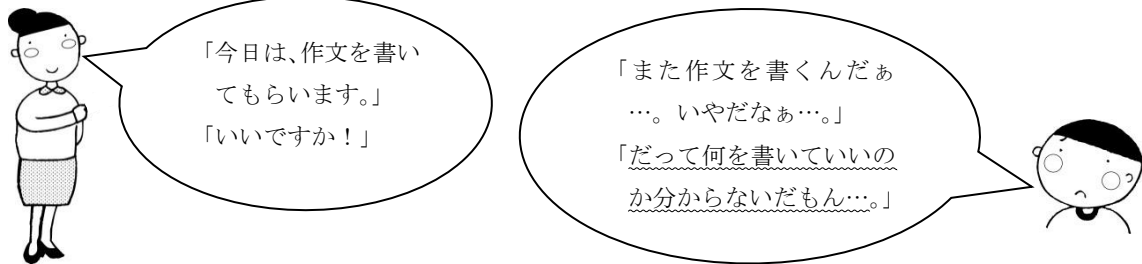 「今日は、作文を書い
てもらいます。」
「いいですか！」
「また作文を書くんだぁ
…。いやだなぁ…。」
「だって何を書いていいの
か分からないだもん…。」